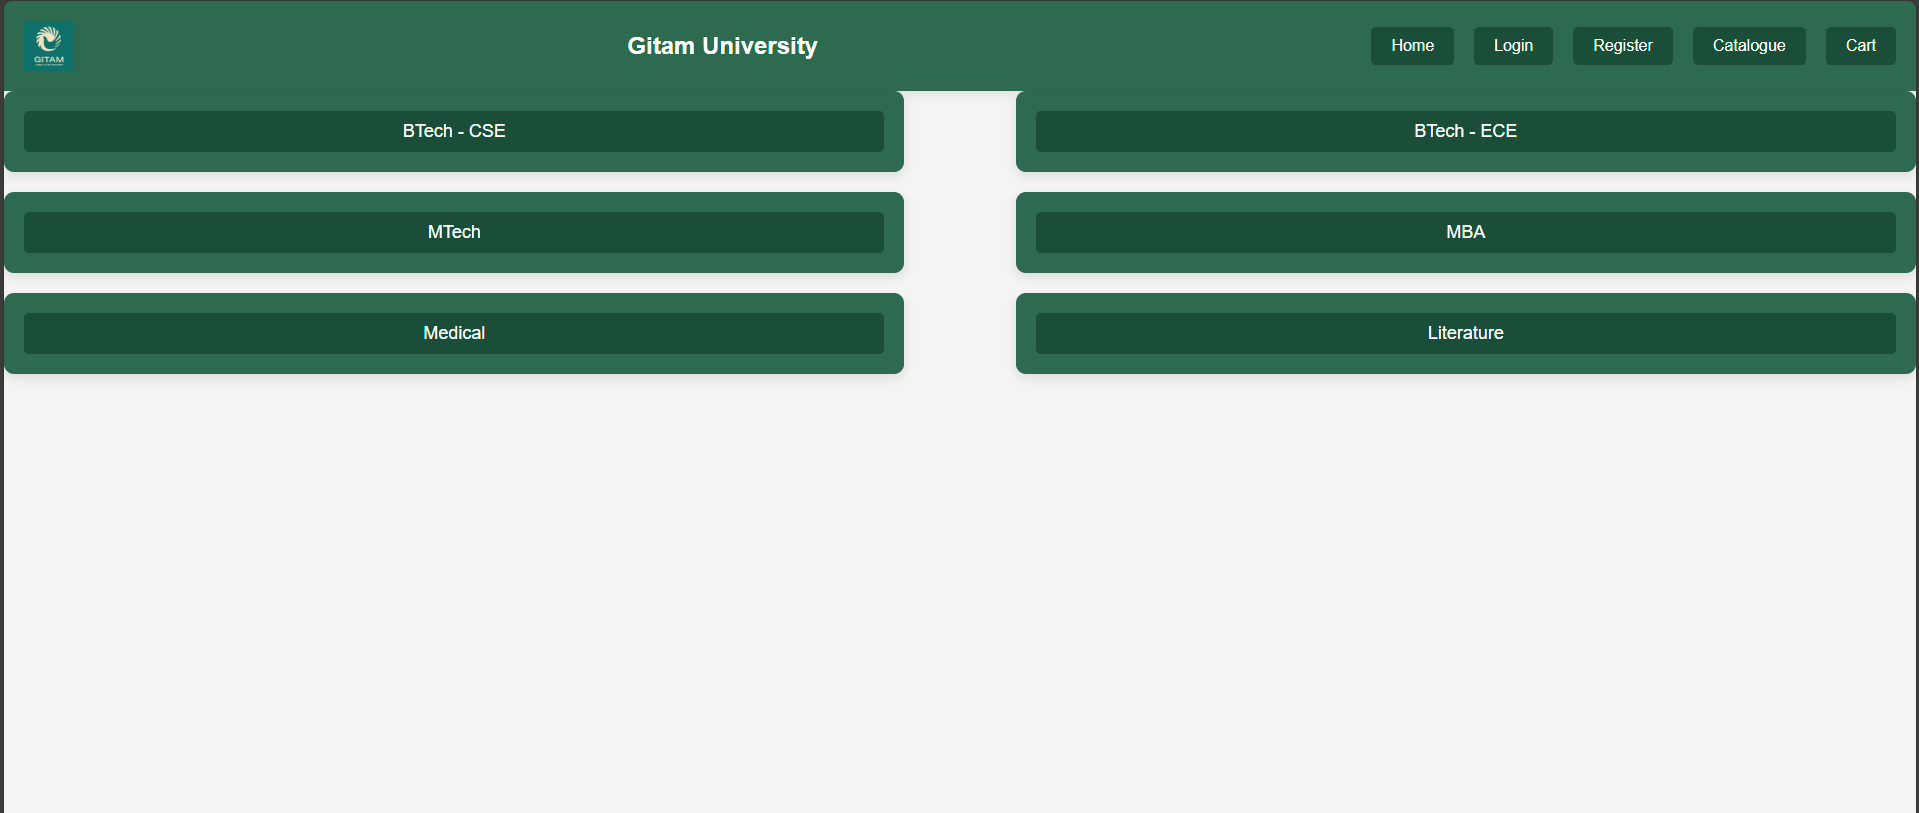 GITAM
Gitam University
Home
Login
Register
Catalogue
Cart
BTech - CSE
BTech - ECE
MTech
MBA
Medical
Literature